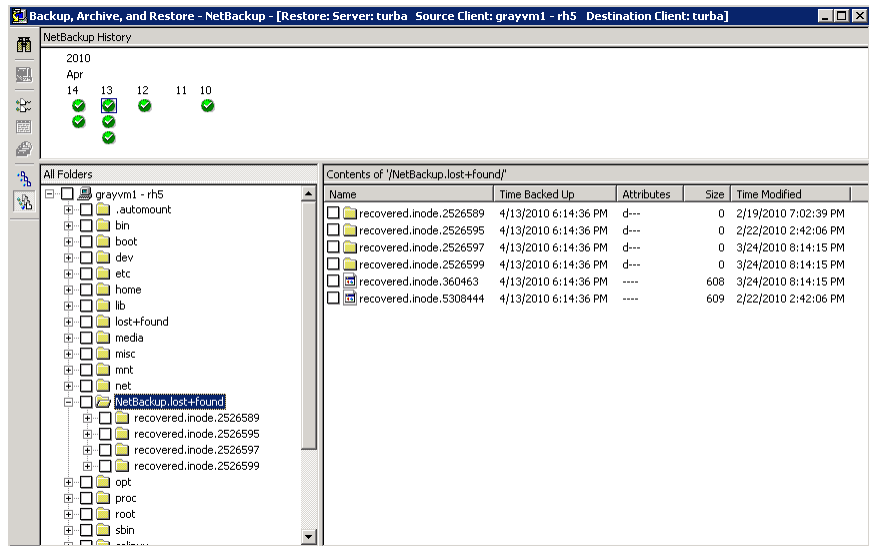 Backup, Archive, and Restore - NetBackup - [Restore: Server: turba Source Client: grayvm1 - rh5 Destination Client: turba]
NetBackup History
2010
Apr
14 13 12 11 10
All Folders
grayvm1 - rh5
.automount
bin
boot
dev
etc
home
lib
lost+found
media
misc
mnt
net
NetBackup.lost+found
recovered.inode.2526589
recovered.inode.2526595
recovered.inode.2526597
recovered.inode.2526599
opt
proc
root
sbin
Contents of '/NetBackup.lost+found/'
Name Time Backed Up Attributes Size Time Modified
recovered.inode.2526589 4/13/2010 6:14:36 PM d--- 0 2/19/2010 7:02:39 PM
recovered.inode.2526595 4/13/2010 6:14:36 PM d--- 0 2/22/2010 2:42:06 PM
recovered.inode.2526597 4/13/2010 6:14:36 PM d--- 0 3/24/2010 8:14:15 PM
recovered.inode.2526599 4/13/2010 6:14:36 PM d--- 0 3/24/2010 8:14:15 PM
recovered.inode.360463 4/13/2010 6:14:36 PM ---- 608 3/24/2010 8:14:15 PM
recovered.inode.5308444 4/13/2010 6:14:36 PM ---- 609 2/22/2010 2:42:06 PM